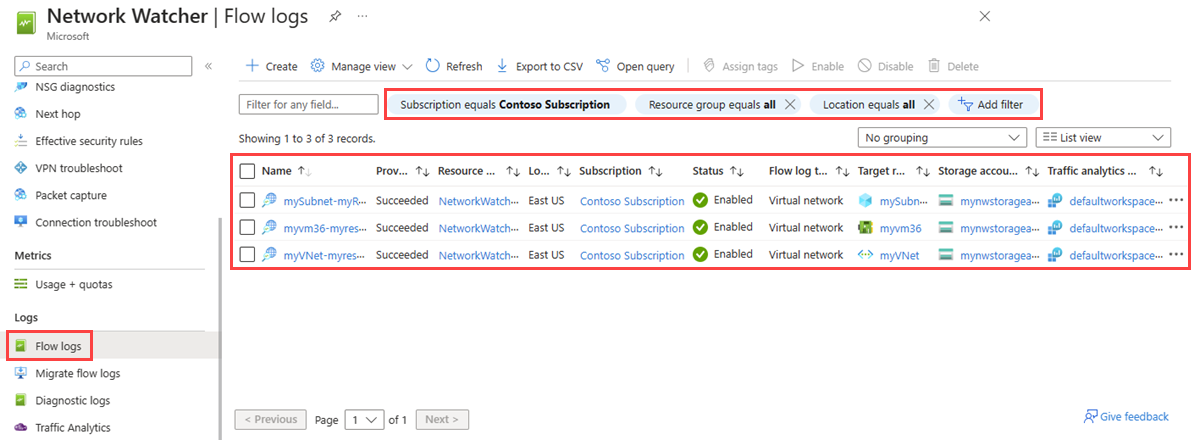 Network Watcher | Flow logs
Microsoft
Search
NSG diagnostics
Next hop
Effective security rules
VPN troubleshoot
Packet capture
Connection troubleshoot
Metrics
Usage + quotas
Logs
Flow logs
Migrate flow logs
Diagnostic logs
Traffic Analytics
Create Manage view Refresh Export to CSV Open query Assign tags Enable Disable Delete
Filter for any field... Subscription equals Contoso Subscription Resource group equals all Location equals all Add filter
Showing 1 to 3 of 3 records. No grouping List view
Name Prov... Resource ... Lo... Subscription Status Flow log t... Target r... Storage accou... Traffic analytics ...
mySubnet-myR... Succeeded NetworkWatch... East US Contoso Subscription Enabled Virtual network mySubn... mynwstoragea... defaultworkspace...
myvm36-myres... Succeeded NetworkWatch... East US Contoso Subscription Enabled Virtual network myvm36 mynwstoragea... defaultworkspace...
myVNet-myres... Succeeded NetworkWatch... East US Contoso Subscription Enabled Virtual network myVNet mynwstoragea... defaultworkspace...
< Previous Page 1 of 1 Next >
Give feedback